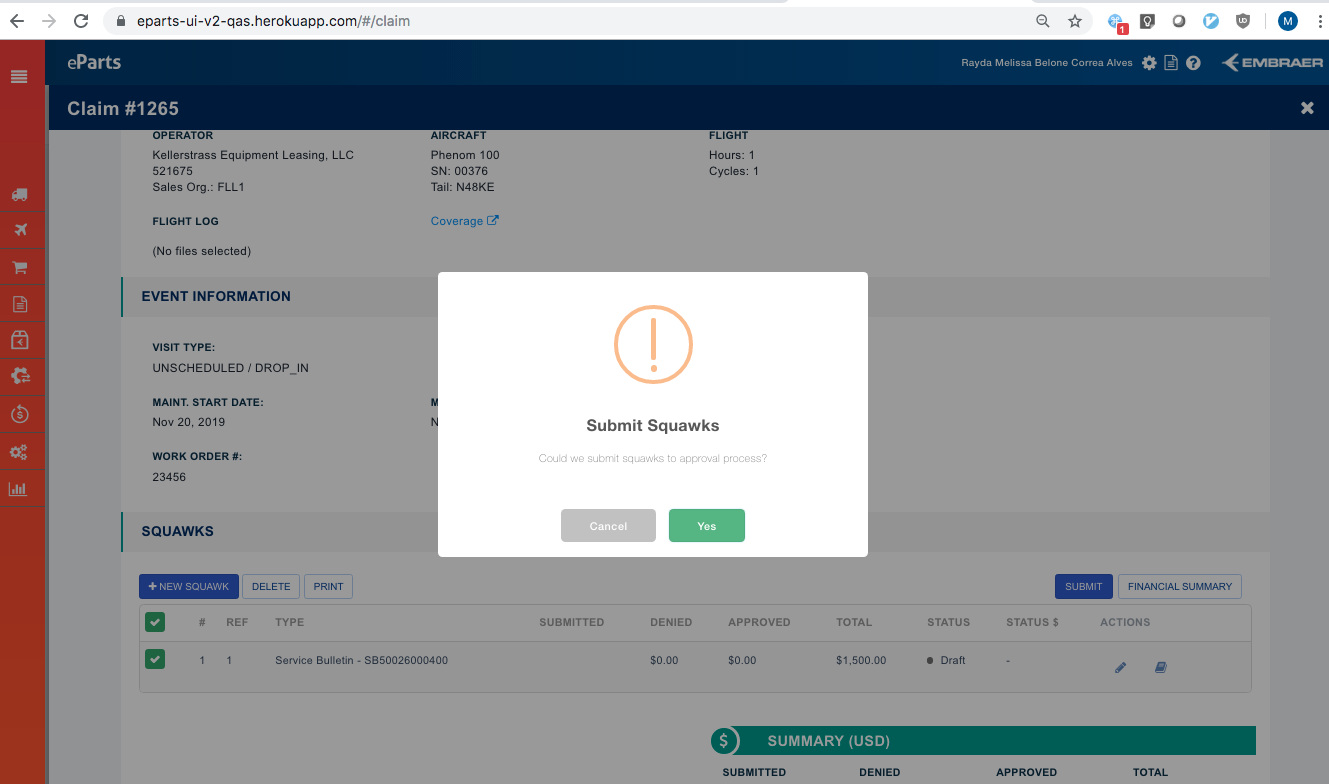 eparts-ui-v2-qas.herokuapp.com/#/claim
1
M
eParts
Rayda Melissa Belone Correa Alves
EMBRAER
Claim #1265
OPERATOR
Kellerstrass Equipment Leasing, LLC
521675
Sales Org.: FLL1
AIRCRAFT
Phenom 100
SN: 00376
Tail: N48KE
FLIGHT
Hours: 1
Cycles: 1
FLIGHT LOG
Coverage
(No files selected)
EVENT INFORMATION
VISIT TYPE:
UNSCHEDULED / DROP_IN
MAINT. START DATE:
Nov 20, 2019
M
N
WORK ORDER #:
23456
Submit Squawks
Could we submit squawks to approval process?
Cancel Yes
SQUAWKS
+ NEW SQUAWK DELETE PRINT SUBMIT FINANCIAL SUMMARY
# REF TYPE SUBMITTED DENIED APPROVED TOTAL STATUS STATUS $ ACTIONS
1 1 Service Bulletin - SB50026000400 $0.00 $0.00 $1,500.00 Draft -
$ SUMMARY (USD)
SUBMITTED DENIED APPROVED TOTAL